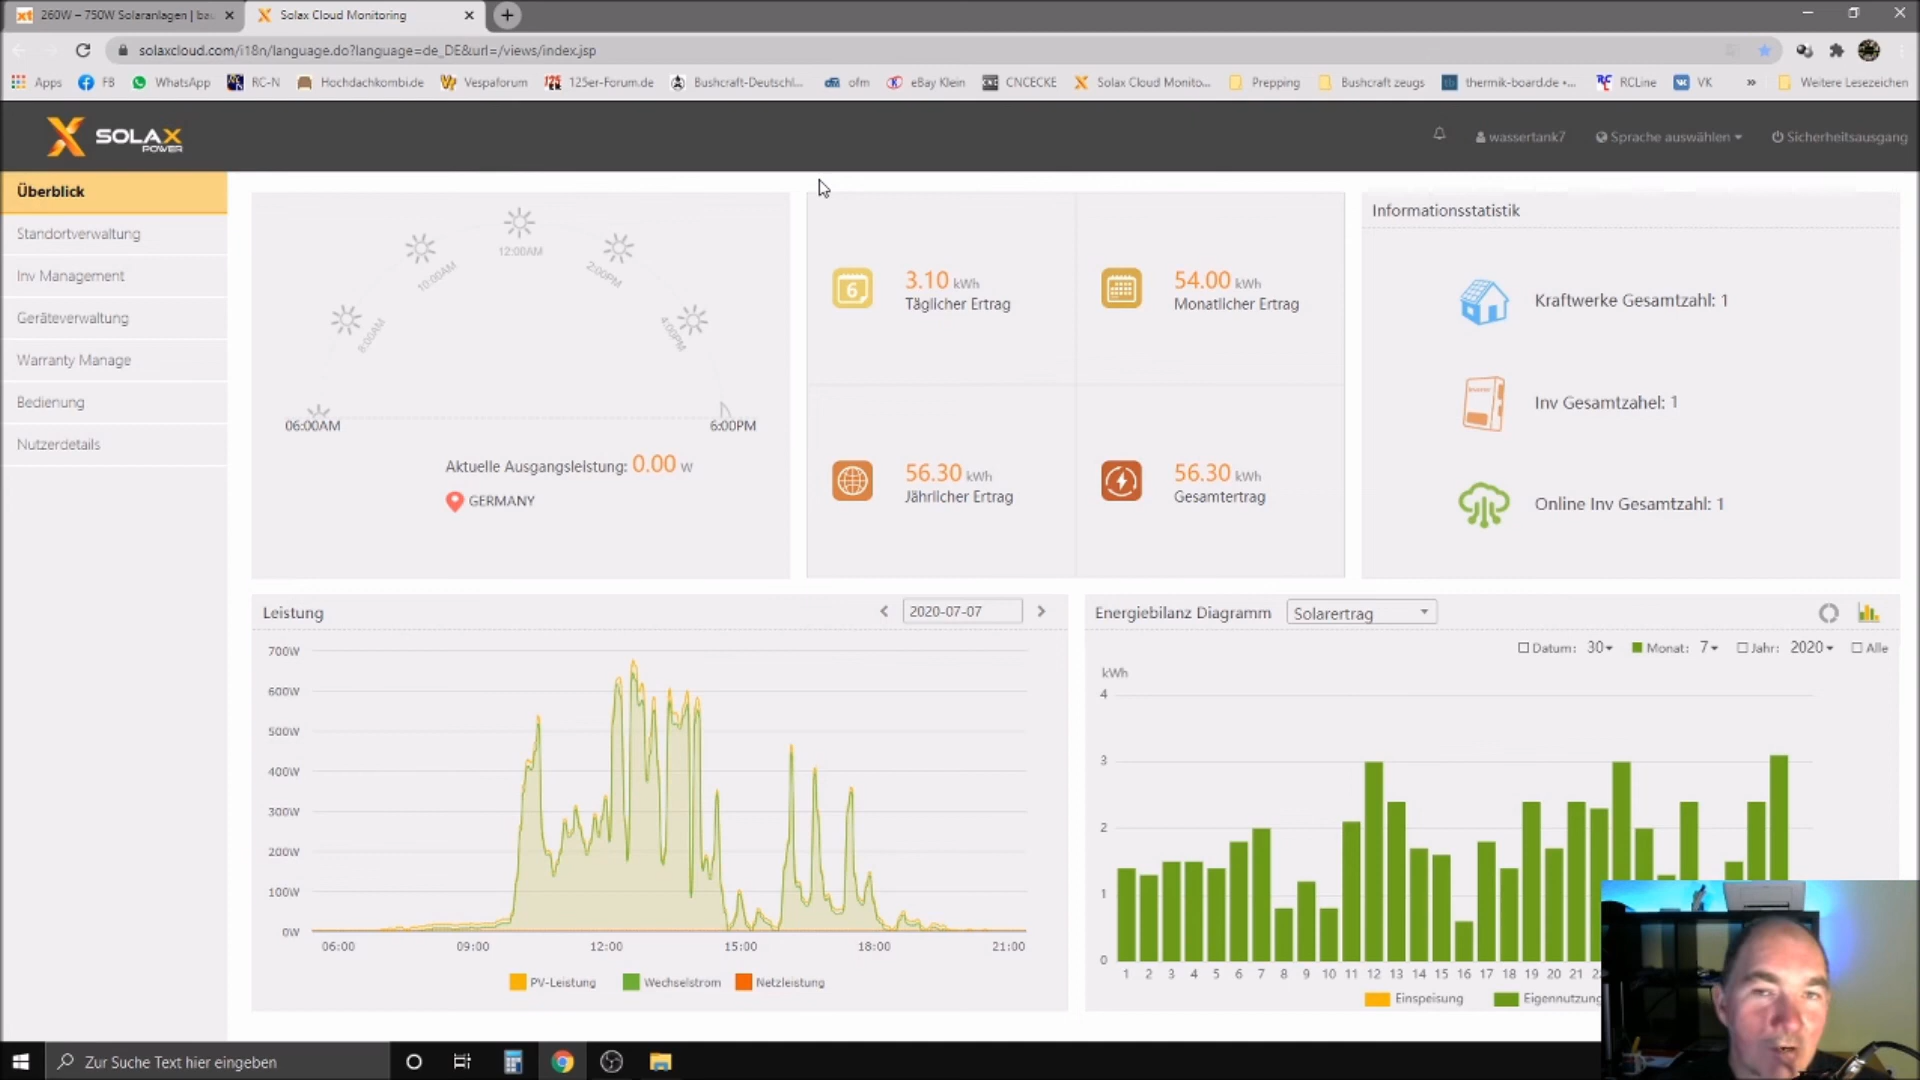 260W – 750W Solaranlagen | bau
Solax Cloud Monitoring
solaxcloud.com/i18n/language.do?language=de_DE&url=/views/index.jsp
Apps FB WhatsApp RC-N Hochdachkombi.de Vespaforum 125er-Forum.de Bushcraft-Deutschl... ofm eBay Klein CNCECKE Solax Cloud Monito... Prepping Bushcraft zeugs thermik-board.de •... RCLine VK » Weitere Lesezeichen
SOLAX
POWER
wassertank7 Sprache auswählen Sicherheitsausgang
Überblick
Standortverwaltung
Inv Management
Geräteverwaltung
Warranty Manage
Bedienung
Nutzerdetails
06:00AM
8:00AM
10:00AM
12:00AM
2:00PM
4:00PM
6:00PM
Aktuelle Ausgangsleistung: 0.00 W
GERMANY
6
3.10 kWh
Täglicher Ertrag
54.00 kWh
Monatlicher Ertrag
56.30 kWh
Jährlicher Ertrag
56.30 kWh
Gesamtertrag
Informationsstatistik
Kraftwerke Gesamtzahl: 1
Inv Gesamtzahel: 1
Online Inv Gesamtzahl: 1
Leistung
2020-07-07
700W
600W
500W
400W
300W
200W
100W
0W
06:00 09:00 12:00 15:00 18:00 21:00
PV-Leistung Wechselstrom Netzleistung
Energiebilanz Diagramm Solarertrag
Datum: 30 Monat: 7 Jahr: 2020 Alle
kWh
4
3
2
1
0
1 2 3 4 5 6 7 8 9 10 11 12 13 14 15 16 17 18 19 20 21
Einspeisung Eigennutzung
Zur Suche Text hier eingeben